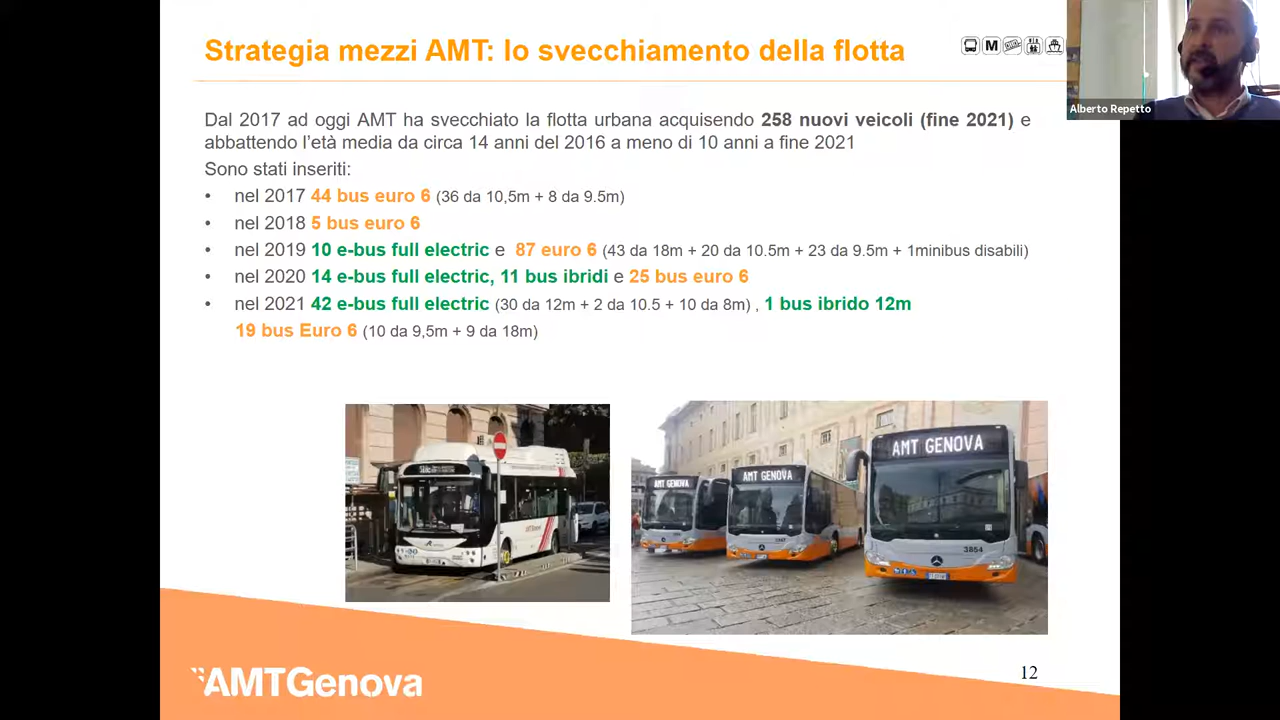 Strategia mezzi AMT: lo svecchiamento della flotta
M
Alberto Repetto
Dal 2017 ad oggi AMT ha svecchiato la flotta urbana acquisendo 258 nuovi veicoli (fine 2021) e
abbattendo l'età media da circa 14 anni del 2016 a meno di 10 anni a fine 2021
Sono stati inseriti:
• nel 2017 44 bus euro 6 (36 da 10,5m + 8 da 9.5m)
• nel 2018 5 bus euro 6
• nel 2019 10 e-bus full electric e 87 euro 6 (43 da 18m + 20 da 10.5m + 23 da 9.5m + 1minibus disabili)
• nel 2020 14 e-bus full electric, 11 bus ibridi e 25 bus euro 6
• nel 2021 42 e-bus full electric (30 da 12m + 2 da 10.5 + 10 da 8m) , 1 bus ibrido 12m
19 bus Euro 6 (10 da 9,5m + 9 da 18m)
AMT GENOVA
AMT GENOVA
AMT GENOVA
3854
AMTGenova
12